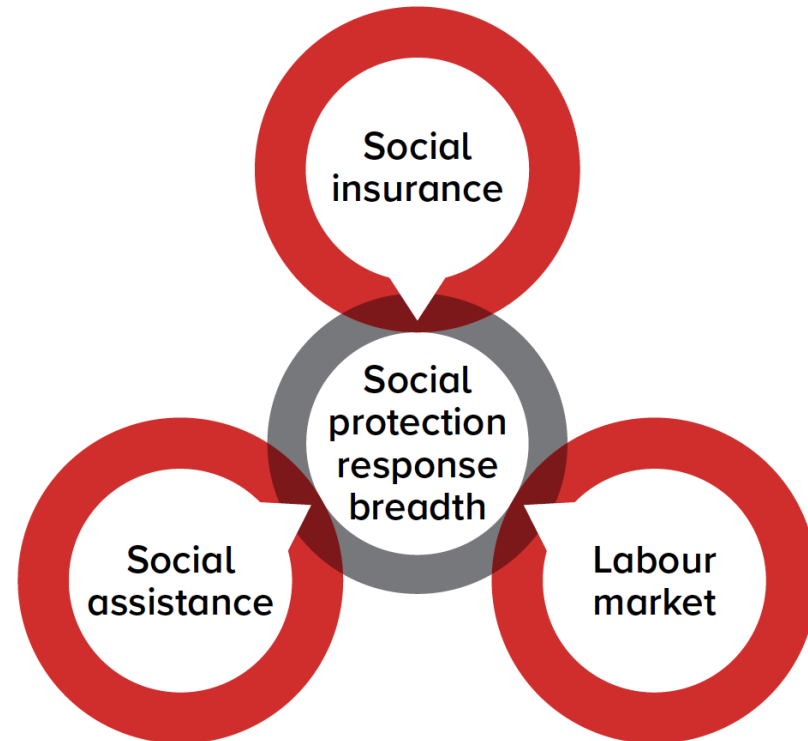 Social
insurance
Social
protection
response
breadth
Social
assistance
Labour
market